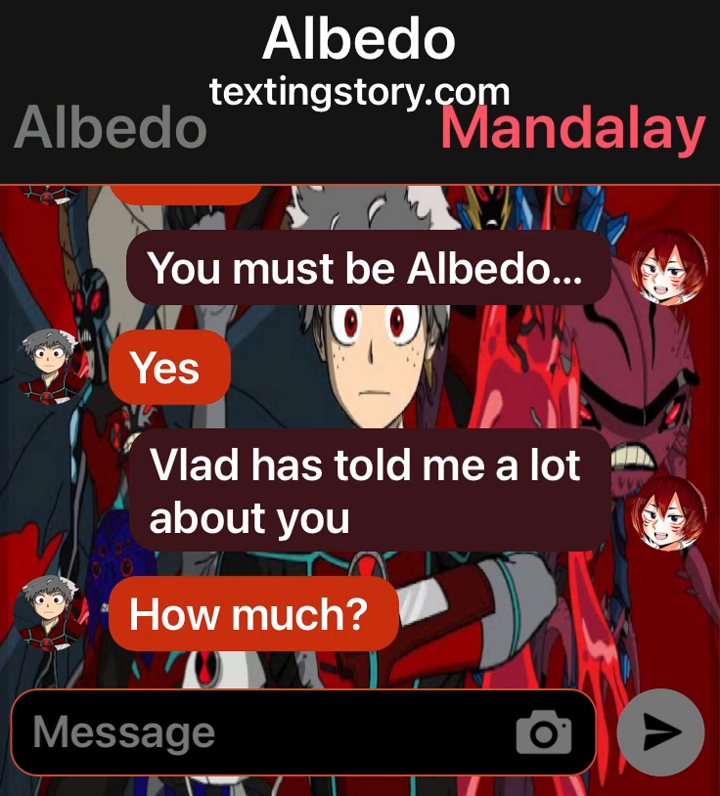 Albedo
textingstory.com
Albedo
Mandalay
You must be Albedo...
Yes
Vlad has told me a lot
about you
How much?
Message